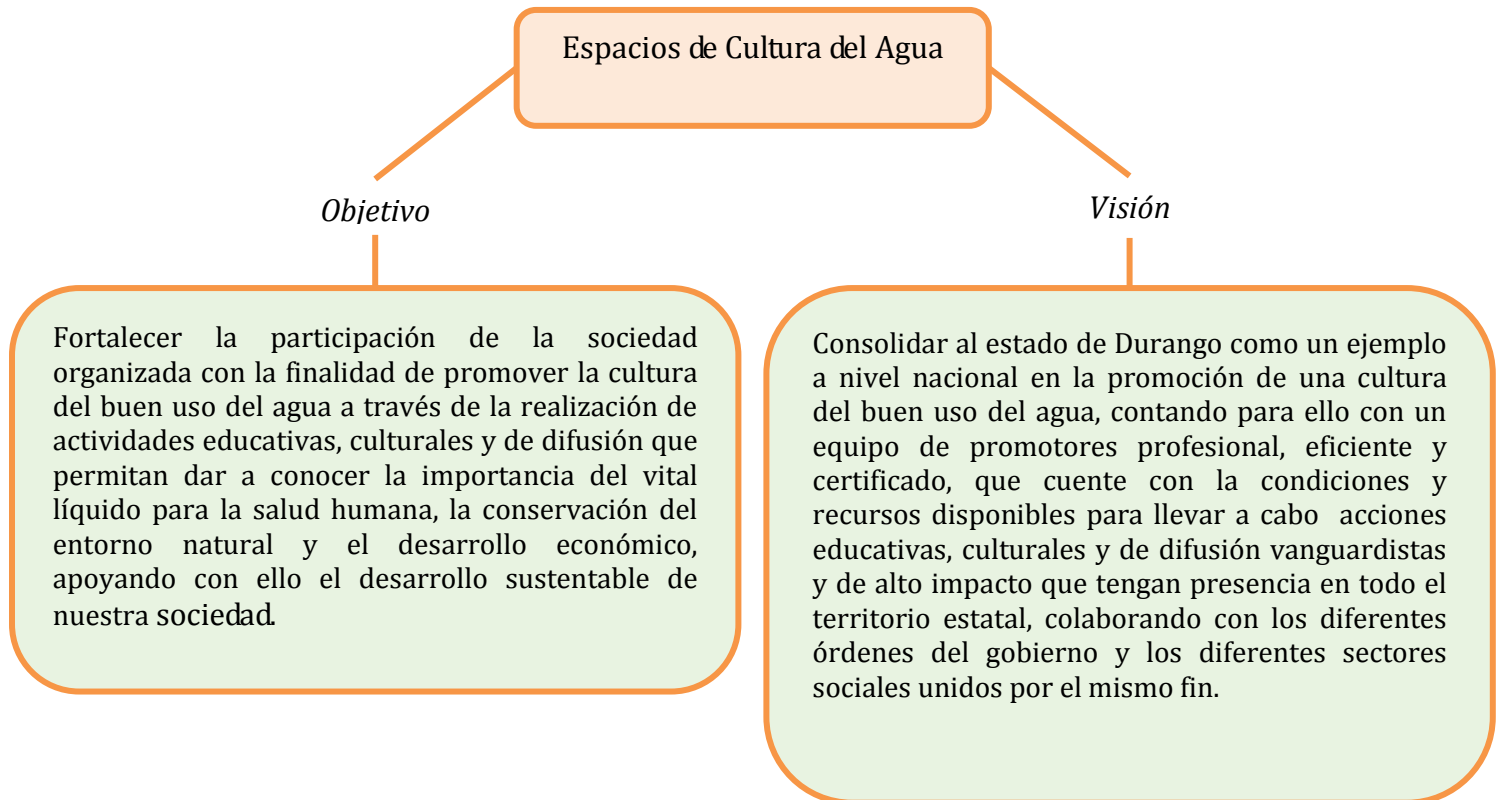 Espacios de Cultura del Agua
Objetivo
Visión
Fortalecer la participación de la sociedad
organizada con la finalidad de promover la cultura
del buen uso del agua a través de la realización de
actividades educativas, culturales y de difusión que
permitan dar a conocer la importancia del vital
líquido para la salud humana, la conservación del
entorno natural y el desarrollo económico,
apoyando con ello el desarrollo sustentable de
nuestra sociedad.
Consolidar al estado de Durango como un ejemplo
a nivel nacional en la promoción de una cultura
del buen uso del agua, contando para ello con un
equipo de promotores profesional, eficiente y
certificado, que cuente con la condiciones y
recursos disponibles para llevar a cabo acciones
educativas, culturales y de difusión vanguardistas
y de alto impacto que tengan presencia en todo el
territorio estatal, colaborando con los diferentes
órdenes del gobierno y los diferentes sectores
sociales unidos por el mismo fin.